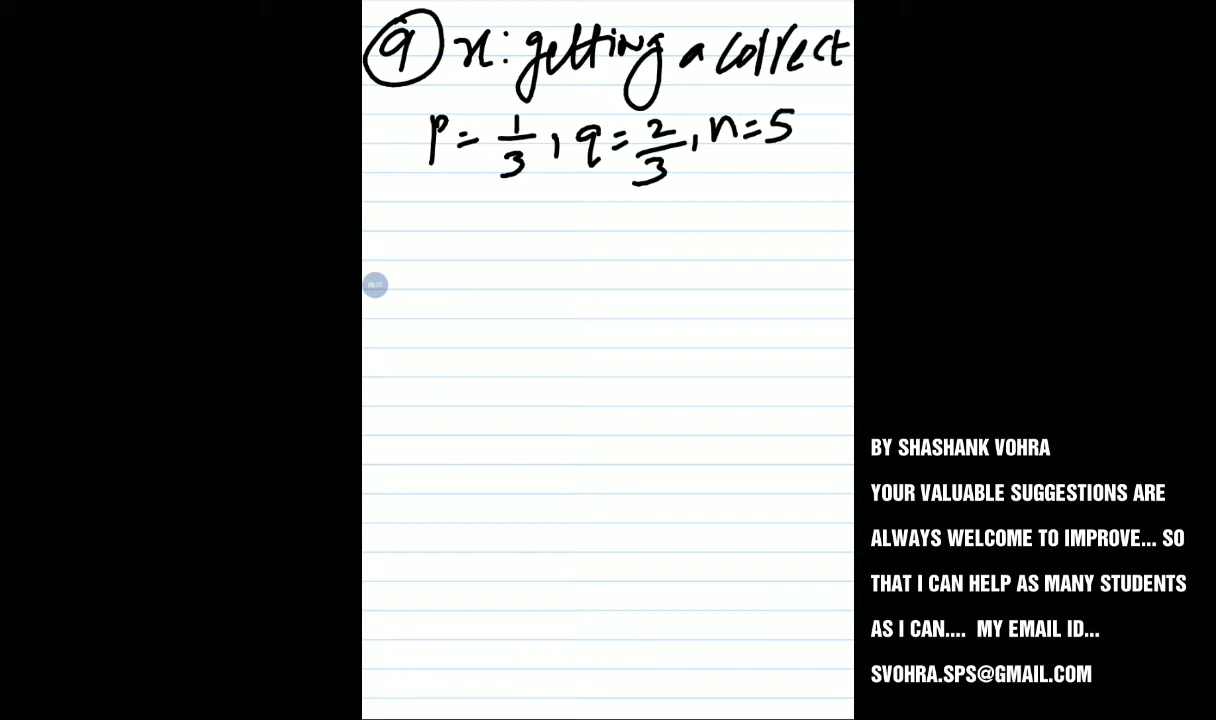 9 x: getting a correct
p = 1/3, q = 2/3, n = 5
BY SHASHANK VOHRA
YOUR VALUABLE SUGGESTIONS ARE
ALWAYS WELCOME TO IMPROVE... SO
THAT I CAN HELP AS MANY STUDENTS
AS I CAN.... MY EMAIL ID...
SVOHRA.SPS@GMAIL.COM